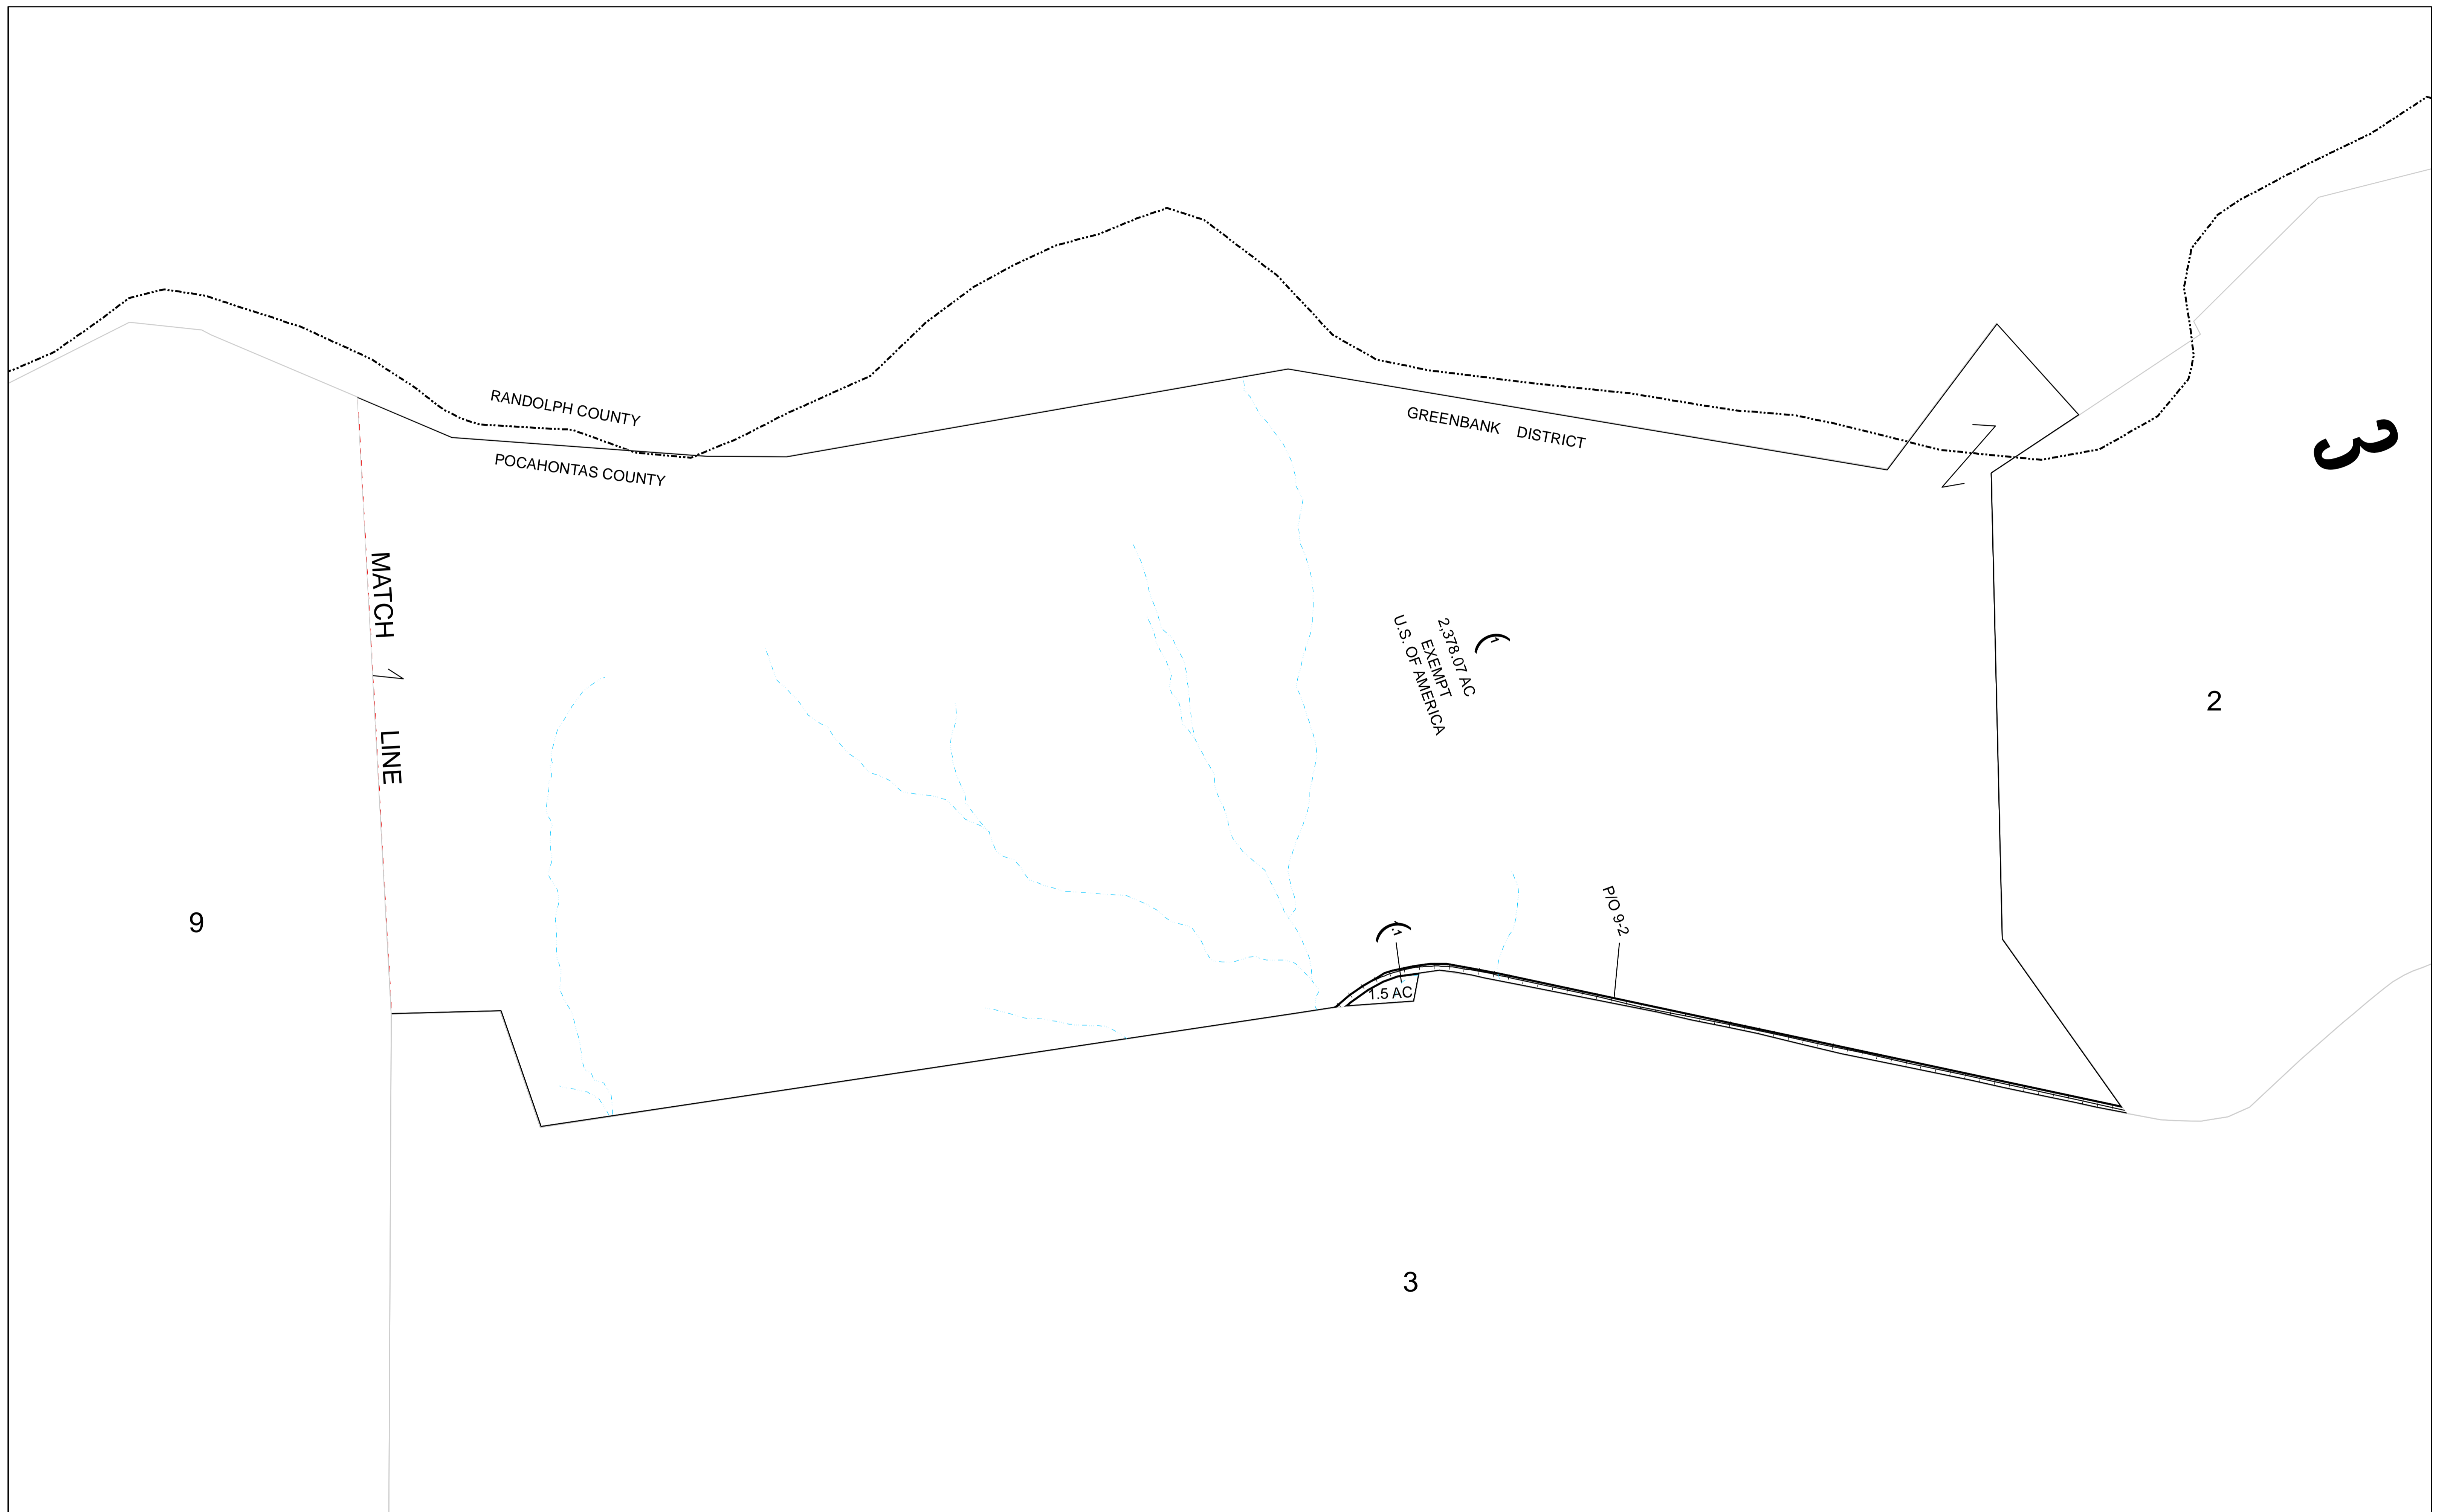 RANDOLPH COUNTY
POCAHONTAS COUNTY
GREENBANK DISTRICT
3
MATCH LINE
1
2,378.07 AC
EXEMPT
U.S. OF AMERICA
2
9
P/O 9-2
1.5 AC
3